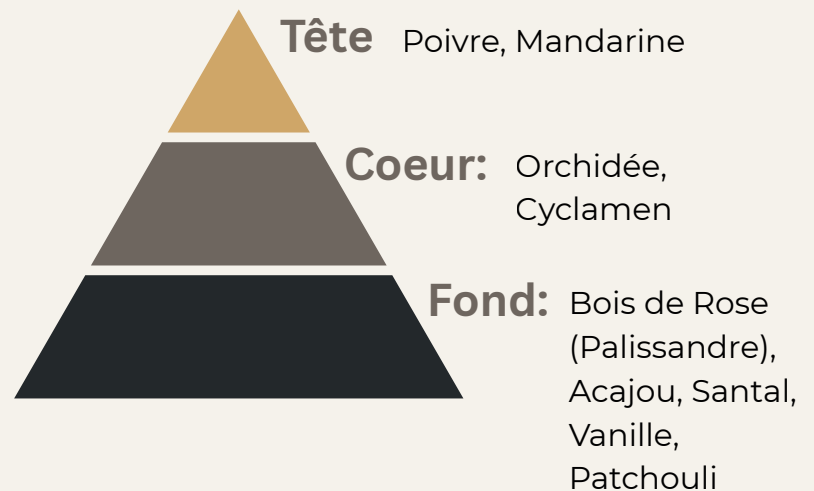 Tête Poivre, Mandarine
Coeur: Orchidée,
Cyclamen
Fond: Bois de Rose
(Palissandre),
Acajou, Santal,
Vanille,
Patchouli